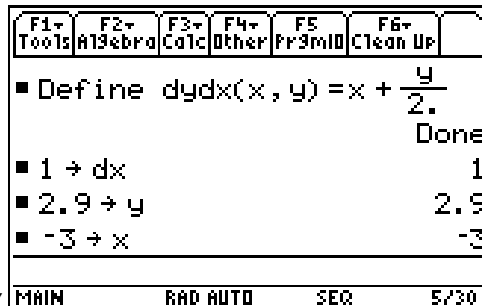 F1▾ F2▾ F3▾ F4▾ F5 F6▾
Tools Algebra Calc Other PrgmIO Clean Up
▪ Define dydx(x, y) = x + y/2.
Done
▪ 1 → dx 1
▪ 2.9 → y 2.9
▪ -3 → x -3
MAIN RAD AUTO SEQ 5/30